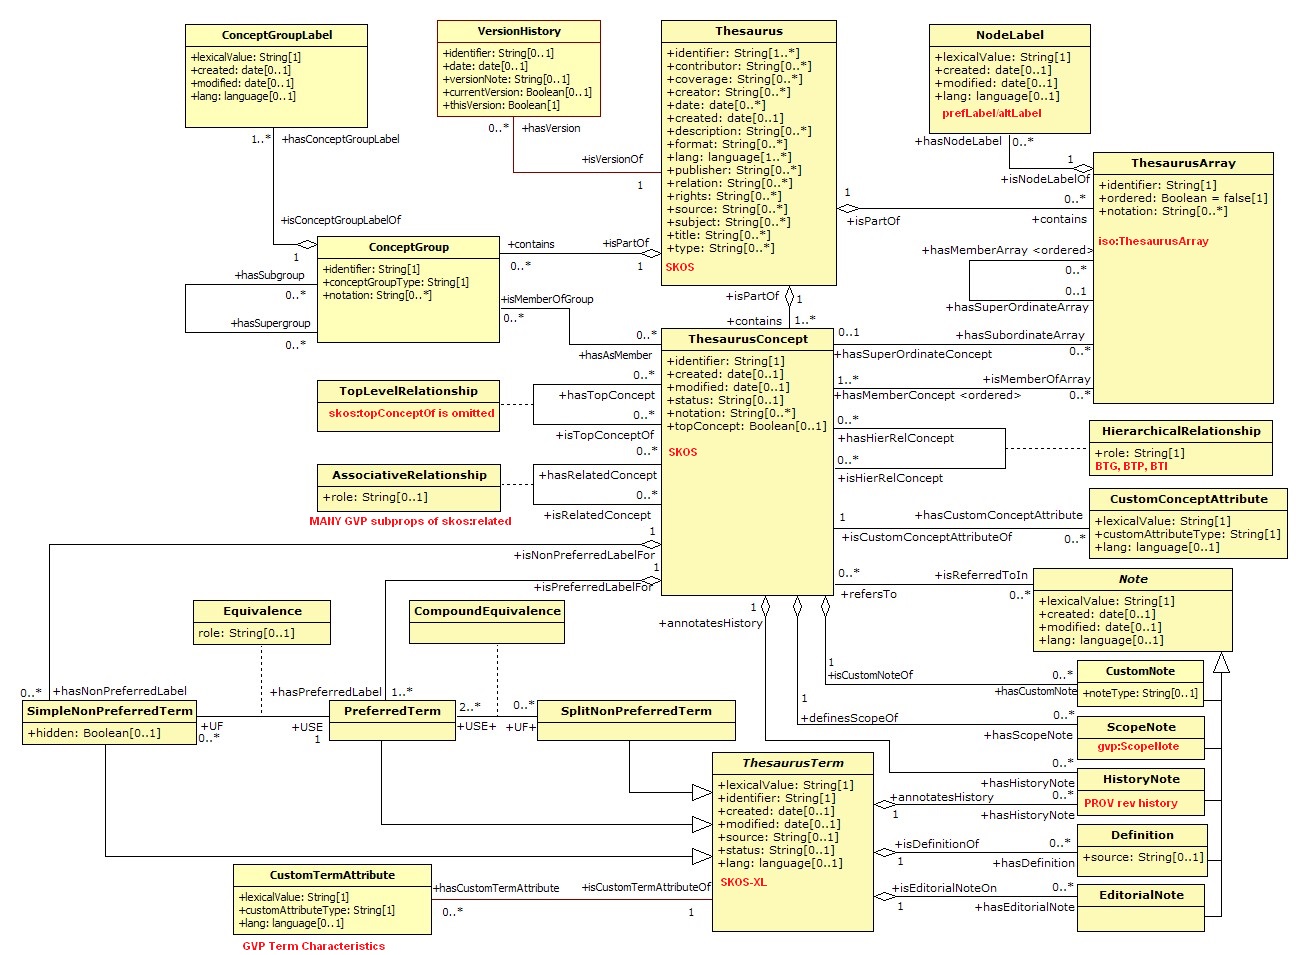 ConceptGroupLabel
+lexicalValue: String[1]
+created: date[0..1]
+modified: date[0..1]
+lang: language[0..1]
1..*
+hasConceptGroupLabel
+isConceptGroupLabelOf
1
VersionHistory
+identifier: String[0..1]
+date: date[0..1]
+versionNote: String[0..1]
+currentVersion: Boolean[0..1]
+thisVersion: Boolean[1]
0..*
+hasVersion
+isVersionOf
1
Thesaurus
+identifier: String[1..*]
+contributor: String[0..*]
+coverage: String[0..*]
+creator: String[0..*]
+date: date[0..*]
+created: date[0..1]
+description: String[0..*]
+format: String[0..*]
+lang: language[1..*]
+publisher: String[0..*]
+relation: String[0..*]
+rights: String[0..*]
+source: String[0..*]
+subject: String[0..*]
+title: String[0..*]
+type: String[0..*]
SKOS
NodeLabel
+lexicalValue: String[1]
+created: date[0..1]
+modified: date[0..1]
+lang: language[0..1]
prefLabel/altLabel
+hasNodeLabel
0..*
1
+isNodeLabelOf
ThesaurusArray
+identifier: String[1]
+ordered: Boolean = false[1]
+notation: String[0..*]
iso:ThesaurusArray
1
+isPartOf
0..*
+contains
+hasMemberArray <ordered>
0..*
0..1
+hasSuperOrdinateArray
ConceptGroup
+identifier: String[1]
+conceptGroupType: String[1]
+notation: String[0..*]
+contains
0..*
+isPartOf
1
+hasSubgroup
0..*
+hasSupergroup
0..*
+isMemberOfGroup
0..*
0..*
+hasAsMember
+isPartOf
1
+contains
1..*
ThesaurusConcept
+identifier: String[1]
+created: date[0..1]
+modified: date[0..1]
+status: String[0..1]
+notation: String[0..*]
+topConcept: Boolean[0..1]
SKOS
0..1
+hasSubordinateArray
+hasSuperOrdinateConcept
0..*
1..*
+isMemberOfArray
+hasMemberConcept <ordered>
0..*
TopLevelRelationship
skos:topConceptOf is omitted
0..*
+hasTopConcept
0..*
+isTopConceptOf
AssociativeRelationship
+role: String[0..1]
MANY GVP subprops of skos:related
0..*
+hasRelatedConcept
0..*
+isRelatedConcept
0..*
+hasHierRelConcept
0..*
+isHierRelConcept
HierarchicalRelationship
+role: String[1]
BTG, BTP, BTI
CustomConceptAttribute
+lexicalValue: String[1]
+customAttributeType: String[1]
+lang: language[0..1]
1
+hasCustomConceptAttribute
+isCustomConceptAttributeOf
0..*
1
+isNonPreferredLabelFor
1
+isPreferredLabelFor
0..*
+isReferredToIn
+refersTo
0..*
Note
+lexicalValue: String[1]
+created: date[0..1]
+modified: date[0..1]
+lang: language[0..1]
Equivalence
role: String[0..1]
CompoundEquivalence
1
+annotatesHistory
1
+isCustomNoteOf
0..*
+hasCustomNote
CustomNote
+noteType: String[0..1]
1
+definesScopeOf
0..*
+hasScopeNote
ScopeNote
gvp:ScopeNote
0..*
+hasHistoryNote
HistoryNote
PROV rev history
0..*
+hasNonPreferredLabel
+hasPreferredLabel
1..*
SimpleNonPreferredTerm
+hidden: Boolean[0..1]
+UF
0..*
+USE
1
PreferredTerm
2..*
+USE+
0..*
+UF+
SplitNonPreferredTerm
ThesaurusTerm
+lexicalValue: String[1]
+identifier: String[1]
+created: date[0..1]
+modified: date[0..1]
+source: String[0..1]
+status: String[0..1]
+lang: language[0..1]
SKOS-XL
+annotatesHistory
1
+hasHistoryNote
+isDefinitionOf
1
0..*
+hasDefinition
Definition
+source: String[0..1]
+isEditorialNoteOn
1
0..*
+hasEditorialNote
EditorialNote
CustomTermAttribute
+lexicalValue: String[1]
+customAttributeType: String[1]
+lang: language[0..1]
GVP Term Characteristics
+hasCustomTermAttribute
0..*
+isCustomTermAttributeOf
1